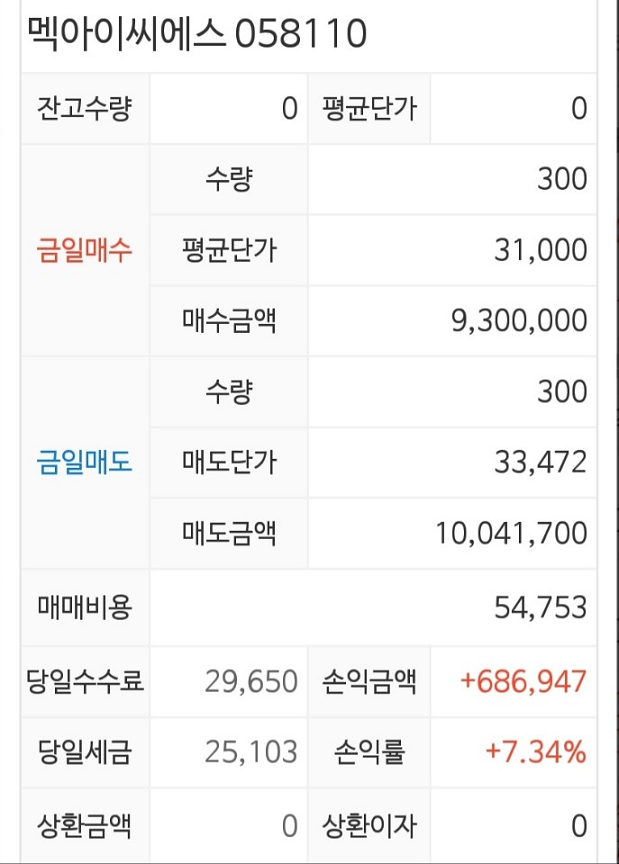 멕아이씨에스 058110
잔고수량 0 평균단가 0
금일매수 수량 300
평균단가 31,000
매수금액 9,300,000
금일매도 수량 300
매도단가 33,472
매도금액 10,041,700
매매비용 54,753
당일수수료 29,650 손익금액 +686,947
당일세금 25,103 손익률 +7.34%
상환금액 0 상환이자 0